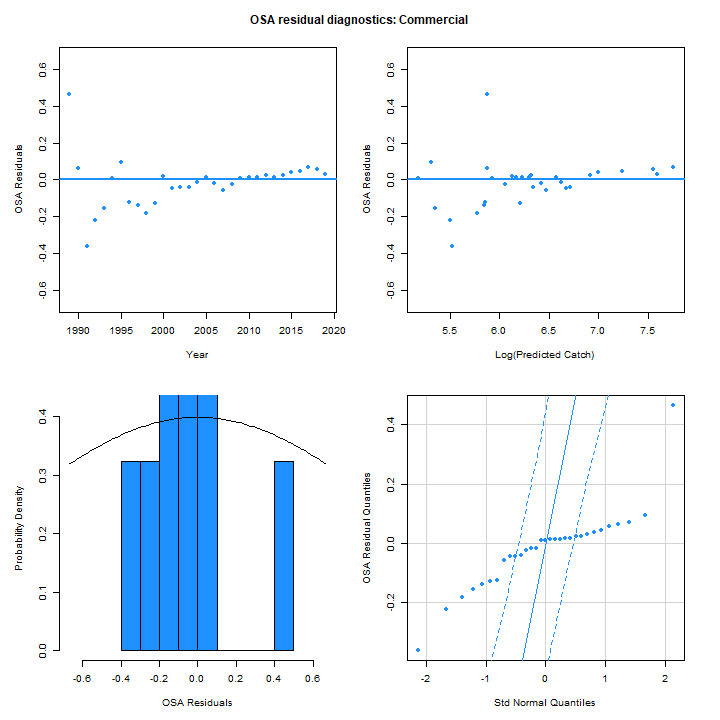 OSA residual diagnostics: Commercial
OSA Residuals
0.6
0.4
0.2
0.0
-0.2
-0.4
-0.6
1990 1995 2000 2005 2010 2015 2020
Year
OSA Residuals
0.6
0.4
0.2
0.0
-0.2
-0.4
-0.6
5.5 6.0 6.5 7.0 7.5
Log(Predicted Catch)
Probability Density
0.4
0.3
0.2
0.1
0.0
-0.6 -0.4 -0.2 0.0 0.2 0.4 0.6
OSA Residuals
OSA Residual Quantiles
0.4
0.2
0.0
-0.2
-2 -1 0 1 2
Std Normal Quantiles